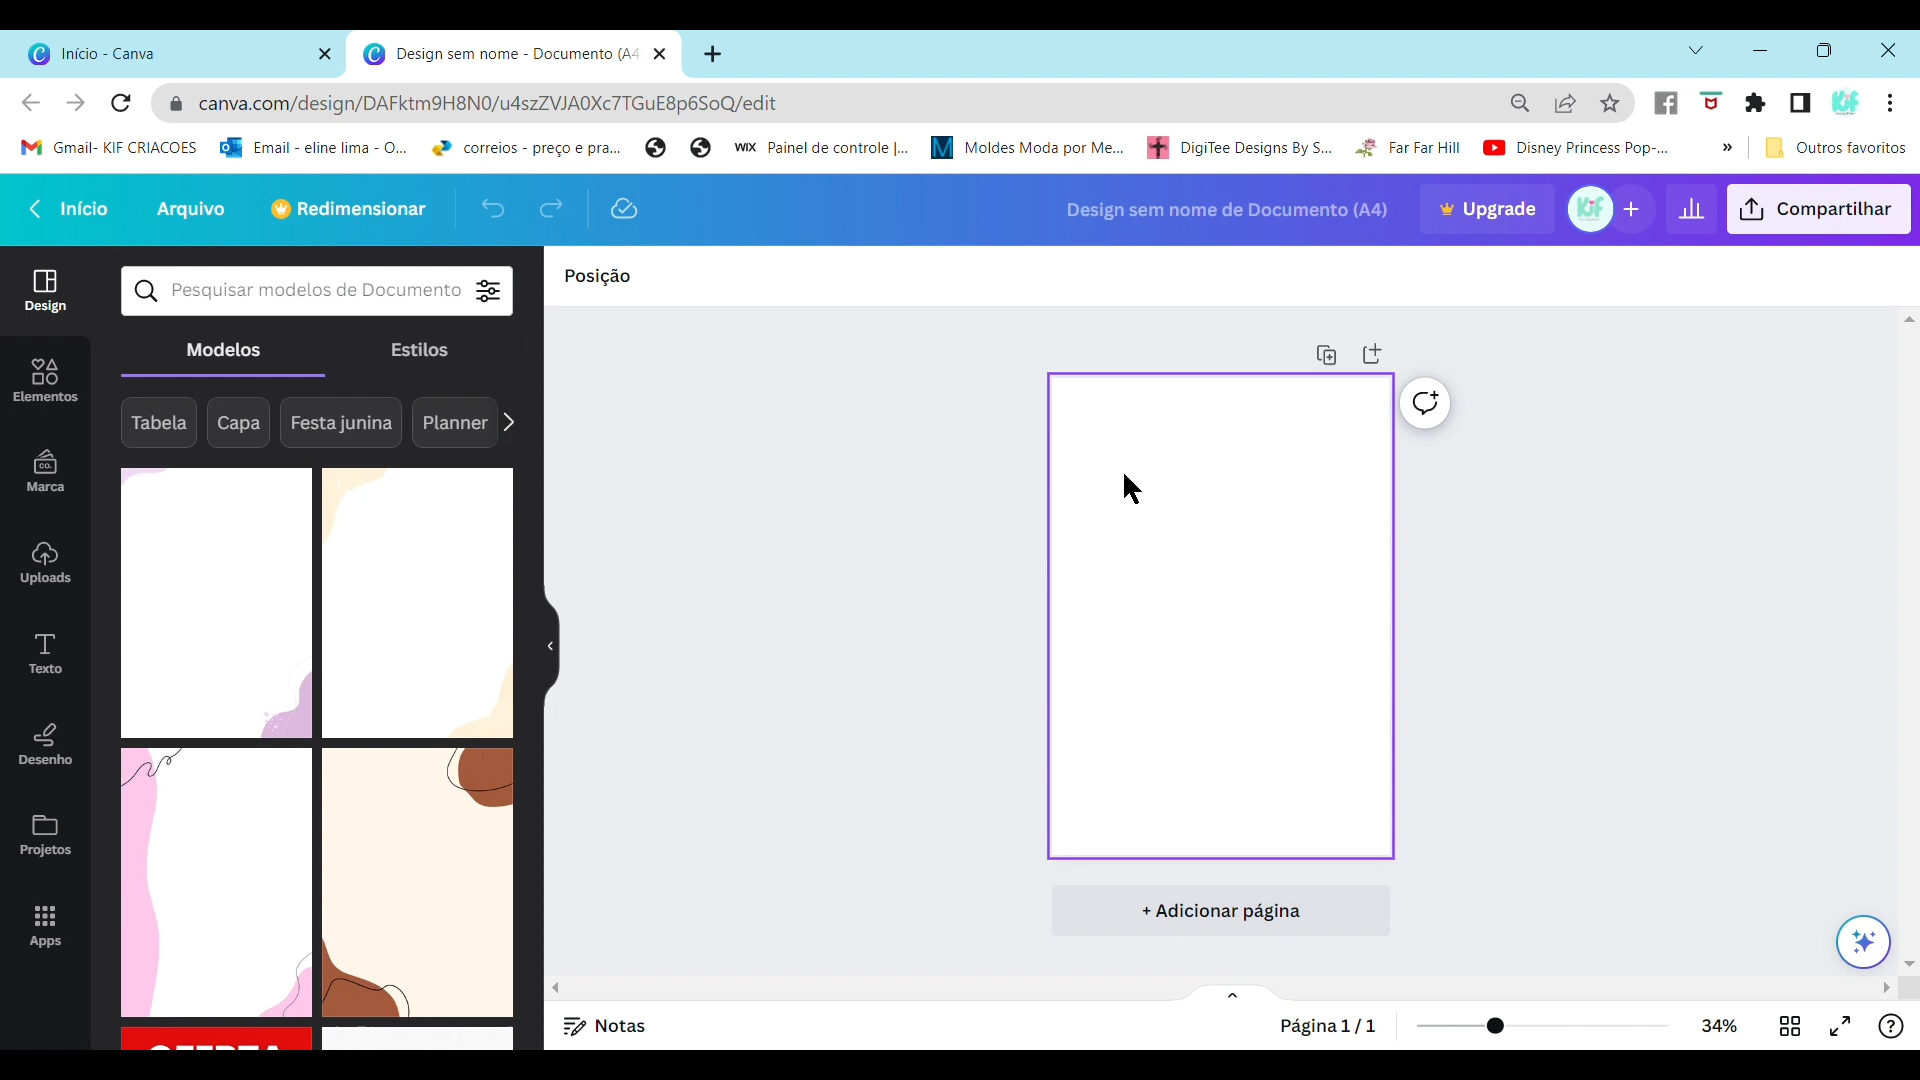 Início - Canva
Design sem nome - Documento (A4
canva.com/design/DAFktm9H8N0/u4szZVJA0Xc7TGuE8p6SoQ/edit
Gmail- KIF CRIACOES
Email - eline lima - O...
correios - preço e pra...
WIX Painel de controle |...
Moldes Moda por Me...
DigiTee Designs By S...
Far Far Hill
Disney Princess Pop-...
»
Outros favoritos
Início
Arquivo
Redimensionar
Design sem nome de Documento (A4)
Upgrade
Kif
+
Compartilhar
Design
Elementos
CO.
Marca
Uploads
Texto
Desenho
Projetos
Apps
Pesquisar modelos de Documento
Modelos
Estilos
Tabela
Capa
Festa junina
Planner
Posição
+ Adicionar página
Notas
Página 1 / 1
34%